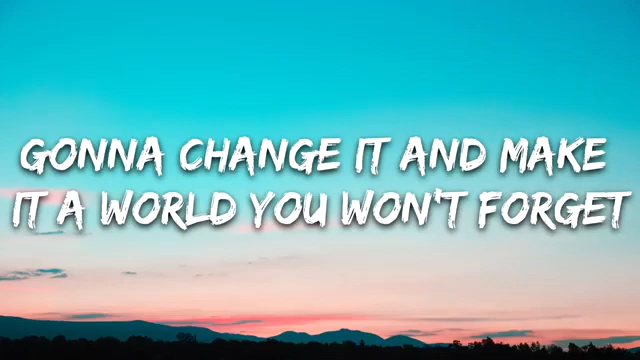 GONNA CHANGE IT AND MAKE
IT A WORLD YOU WON'T FORGET